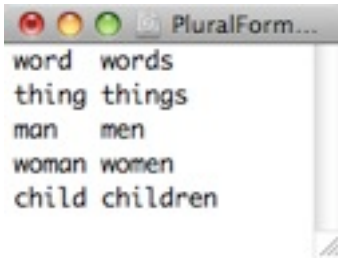 PluralForm...
word words
thing things
man men
woman women
child children